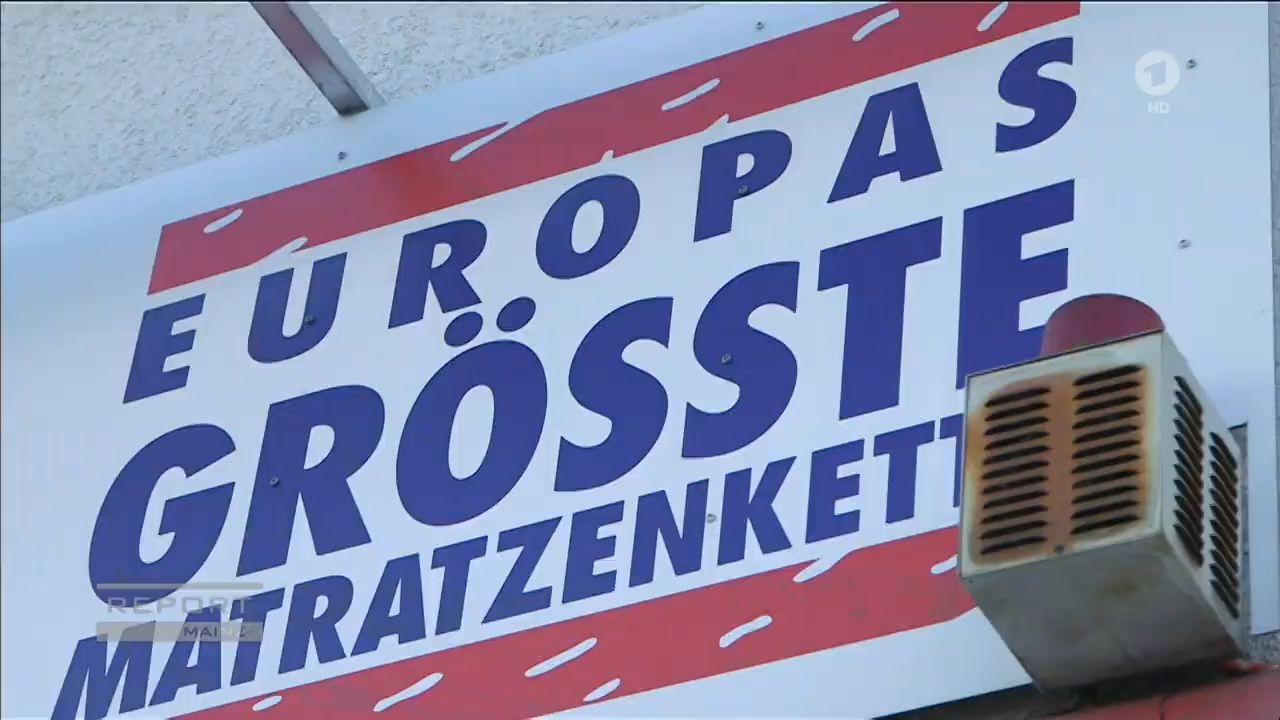 1
HD
EUROPAS
GRÖSSTE
MATRATZENKETT
REPORT
MAINZ